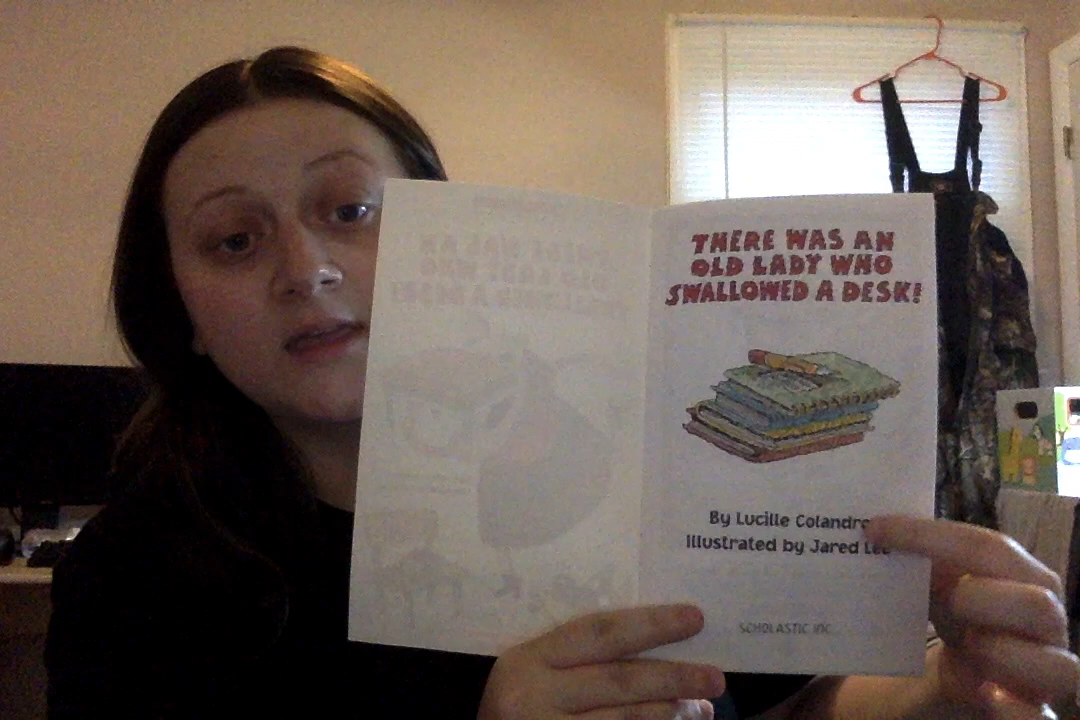 THERE WAS AN
OLD LADY WHO
SWALLOWED A DESK!
By Lucille Colandro
Illustrated by Jared Lee
SCHOLASTIC INC.